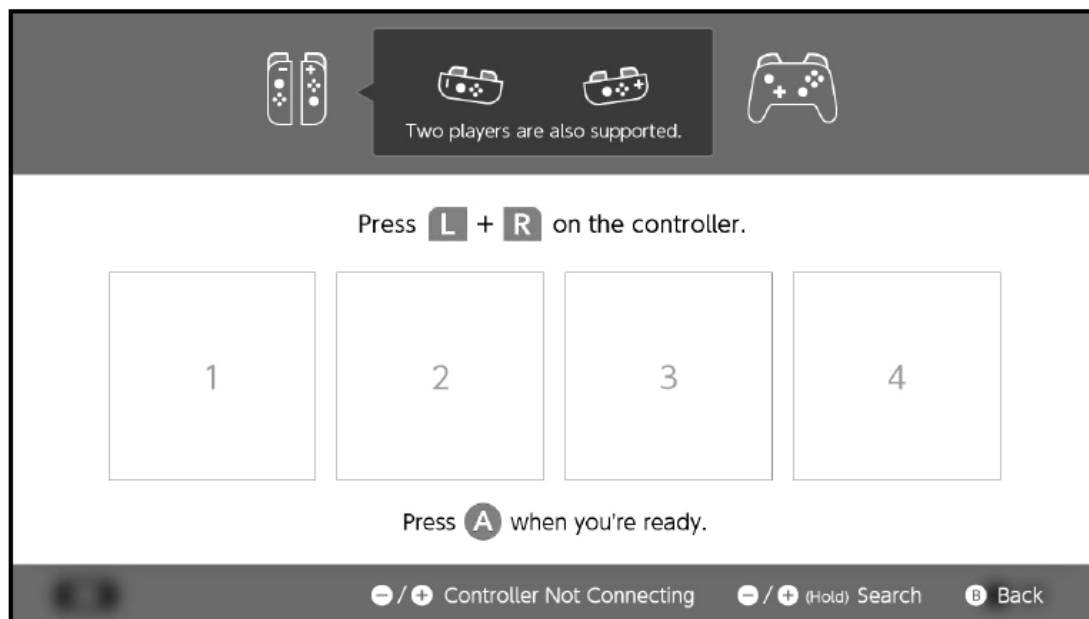 Two players are also supported.
Press L + R on the controller.
1 2 3 4
Press A when you're ready.
-/+ Controller Not Connecting -/+ (Hold) Search B Back